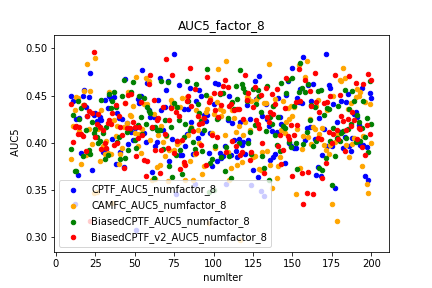 AUC5_factor_8
0.50
0.45
0.40
0.35
0.30
AUC5
CPTF_AUC5_numfactor_8
CAMFC_AUC5_numfactor_8
BiasedCPTF_AUC5_numfactor_8
BiasedCPTF_v2_AUC5_numfactor_8
0 25 50 75 100 125 150 175 200
numIter